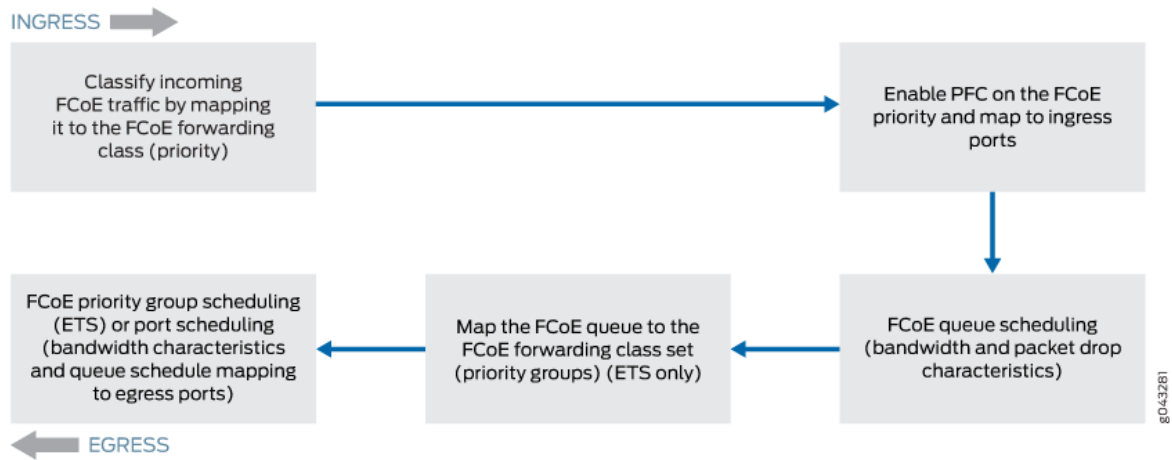 INGRESS
Classify incoming
FCoE traffic by mapping
it to the FCoE forwarding
class (priority)
Enable PFC on the FCoE
priority and map to ingress
ports
FCoE queue scheduling
(bandwidth and packet drop
characteristics)
Map the FCoE queue to the
FCoE forwarding class set
(priority groups) (ETS only)
FCoE priority group scheduling
(ETS) or port scheduling
(bandwidth characteristics
and queue schedule mapping
to egress ports)
EGRESS
g043281